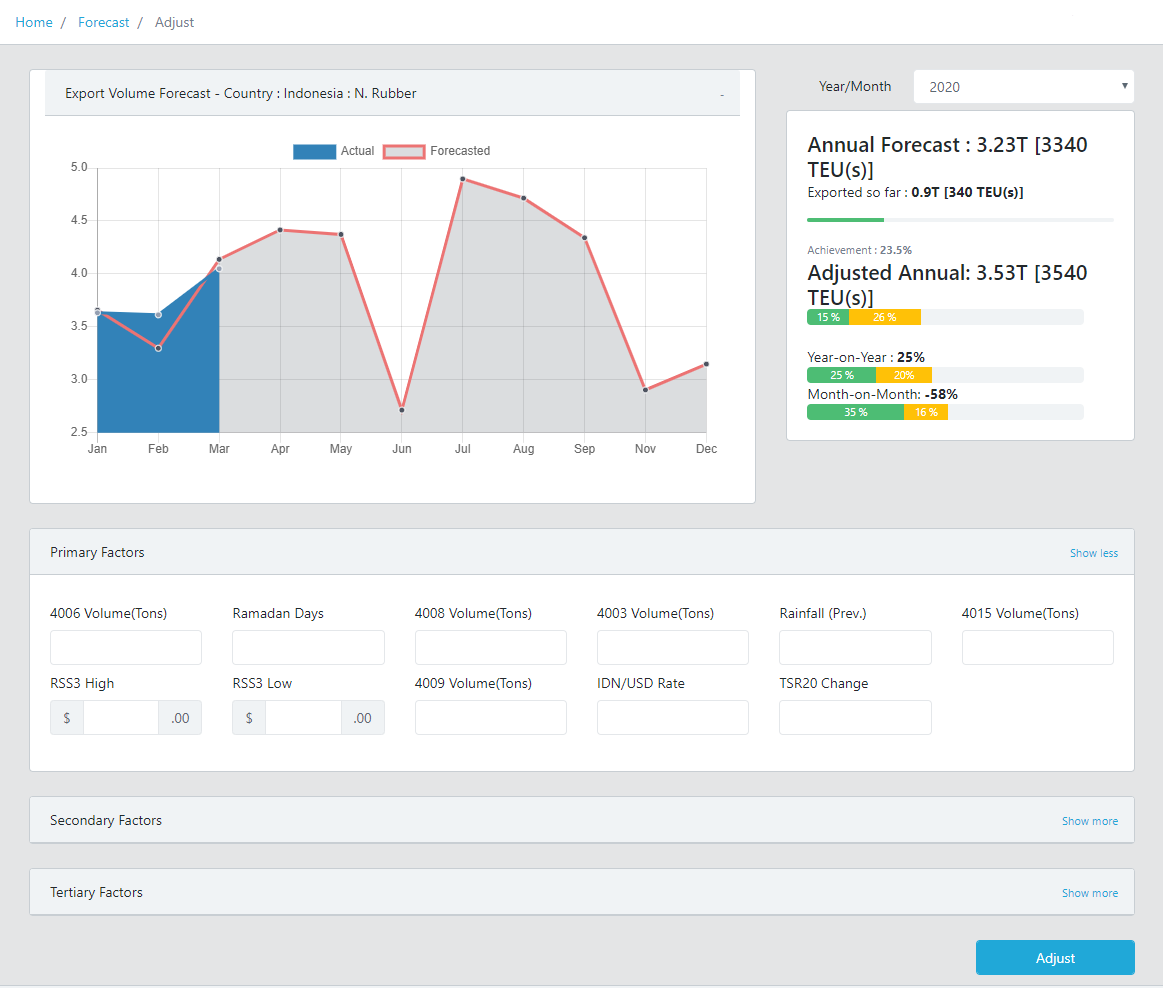 Home / Forecast / Adjust
Export Volume Forecast - Country : Indonesia : N. Rubber -
Actual Forecasted
5.0
4.5
4.0
3.5
3.0
2.5
Jan Feb Mar Apr May Jun Jul Aug Sep Nov Dec
Year/Month 2020
Annual Forecast : 3.23T [3340
TEU(s)]
Exported so far : 0.9T [340 TEU(s)]
Achievement : 23.5%
Adjusted Annual: 3.53T [3540
TEU(s)]
15 % 26 %
Year-on-Year : 25%
25 % 20%
Month-on-Month: -58%
35 % 16 %
Primary Factors Show less
4006 Volume(Tons) Ramadan Days 4008 Volume(Tons) 4003 Volume(Tons) Rainfall (Prev.) 4015 Volume(Tons)
RSS3 High RSS3 Low 4009 Volume(Tons) IDN/USD Rate TSR20 Change
$ .00 $ .00
Secondary Factors Show more
Tertiary Factors Show more
Adjust